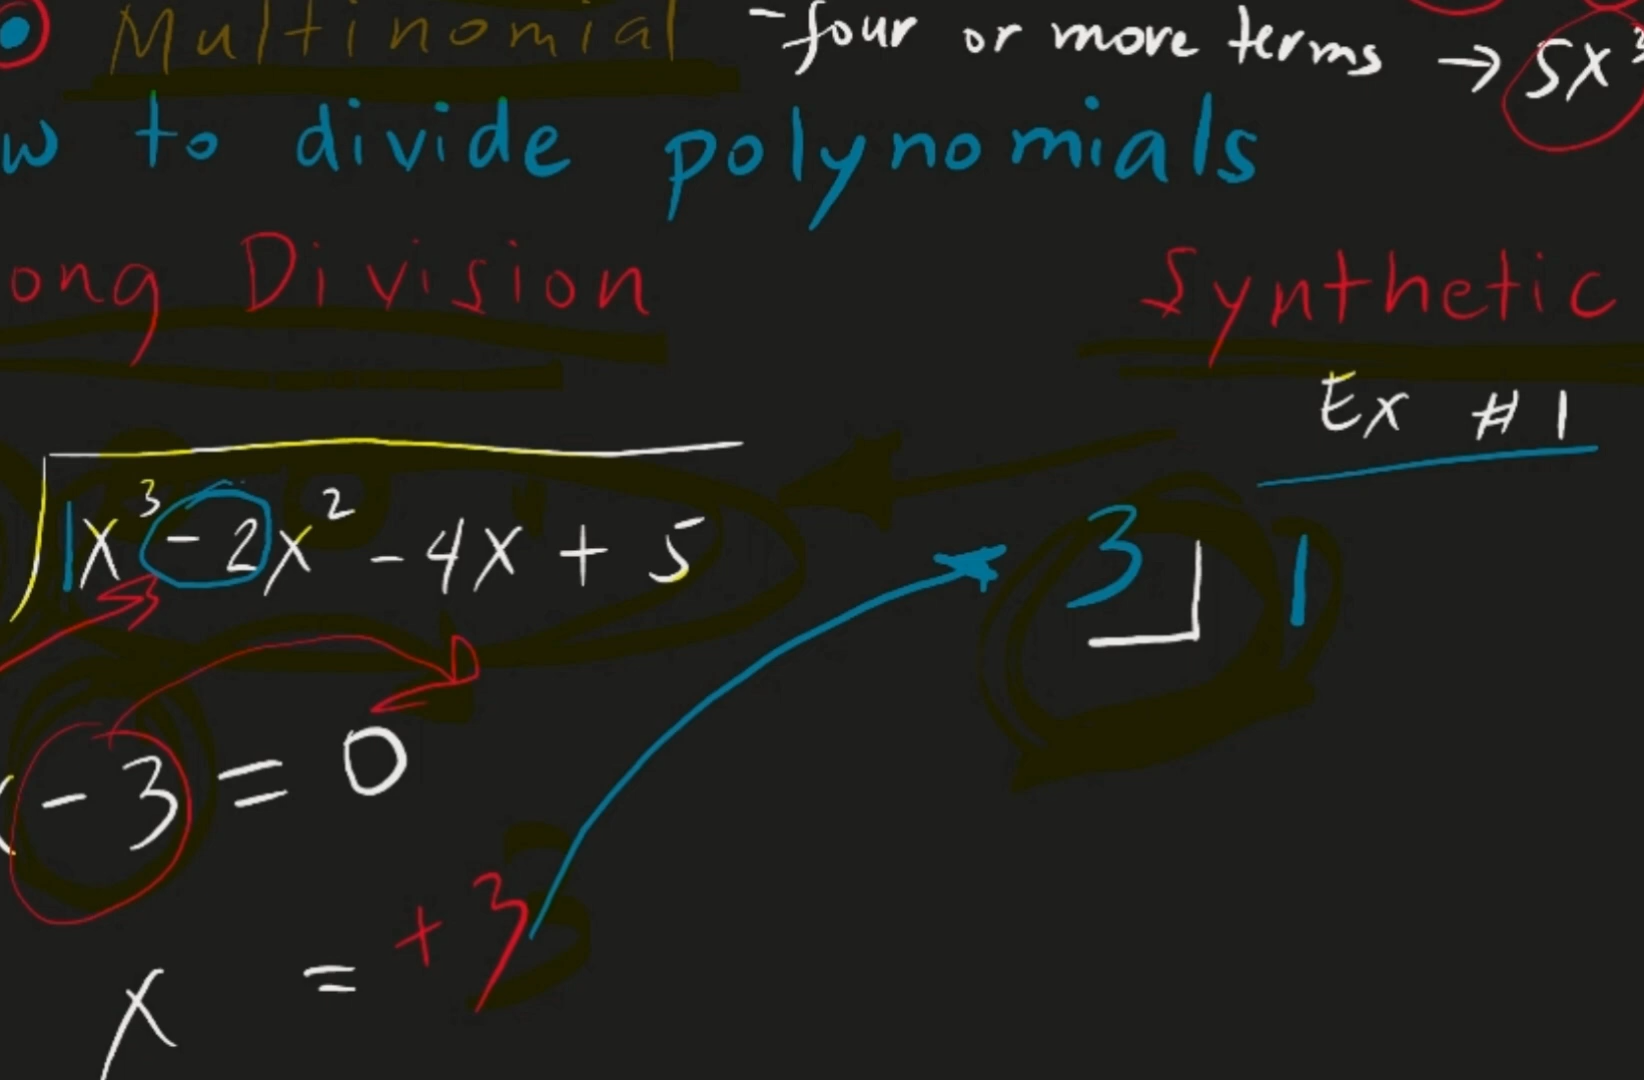 Multinomial - four or more terms → 5x³
w to divide polynomials
ong Division
Synthetic
Ex #1
1x³ - 2x² - 4x + 5
3 1
- 3 = 0
x = +3